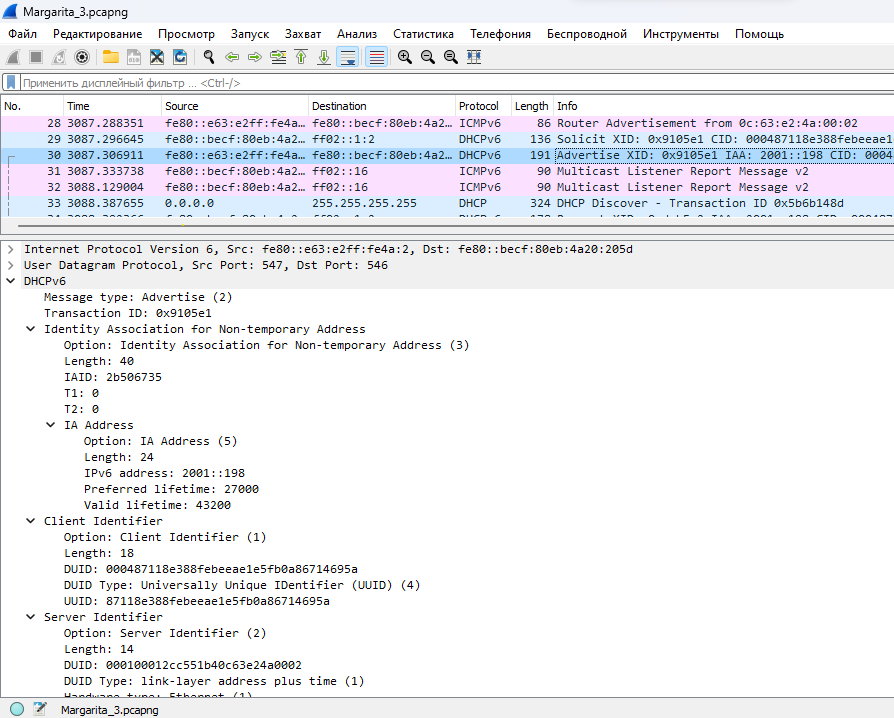 Margarita_3.pcapng
Файл Редактирование Просмотр Запуск Захват Анализ Статистика Телефония Беспроводной Инструменты Помощь
Применить дисплейный фильтр … <Ctrl-/>
No. Time Source Destination Protocol Length Info
28 3087.288351 fe80::e63:e2ff:fe4a… fe80::becf:80eb:4a2… ICMPv6 86 Router Advertisement from 0c:63:e2:4a:00:02
29 3087.296645 fe80::becf:80eb:4a2… ff02::1:2 DHCPv6 136 Solicit XID: 0x9105e1 CID: 000487118e388febeeae1
30 3087.306911 fe80::e63:e2ff:fe4a… fe80::becf:80eb:4a2… DHCPv6 191 Advertise XID: 0x9105e1 IAA: 2001::198 CID: 0004
31 3087.333738 fe80::becf:80eb:4a2… ff02::16 ICMPv6 90 Multicast Listener Report Message v2
32 3088.129004 fe80::becf:80eb:4a2… ff02::16 ICMPv6 90 Multicast Listener Report Message v2
33 3088.387655 0.0.0.0 255.255.255.255 DHCP 324 DHCP Discover - Transaction ID 0x5b6b148d
Internet Protocol Version 6, Src: fe80::e63:e2ff:fe4a:2, Dst: fe80::becf:80eb:4a20:205d
User Datagram Protocol, Src Port: 547, Dst Port: 546
DHCPv6
Message type: Advertise (2)
Transaction ID: 0x9105e1
Identity Association for Non-temporary Address
Option: Identity Association for Non-temporary Address (3)
Length: 40
IAID: 2b506735
T1: 0
T2: 0
IA Address
Option: IA Address (5)
Length: 24
IPv6 address: 2001::198
Preferred lifetime: 27000
Valid lifetime: 43200
Client Identifier
Option: Client Identifier (1)
Length: 18
DUID: 000487118e388febeeae1e5fb0a86714695a
DUID Type: Universally Unique IDentifier (UUID) (4)
UUID: 87118e388febeeae1e5fb0a86714695a
Server Identifier
Option: Server Identifier (2)
Length: 14
DUID: 000100012cc551b40c63e24a0002
DUID Type: link-layer address plus time (1)
Hardware type: Ethernet (1)
Margarita_3.pcapng